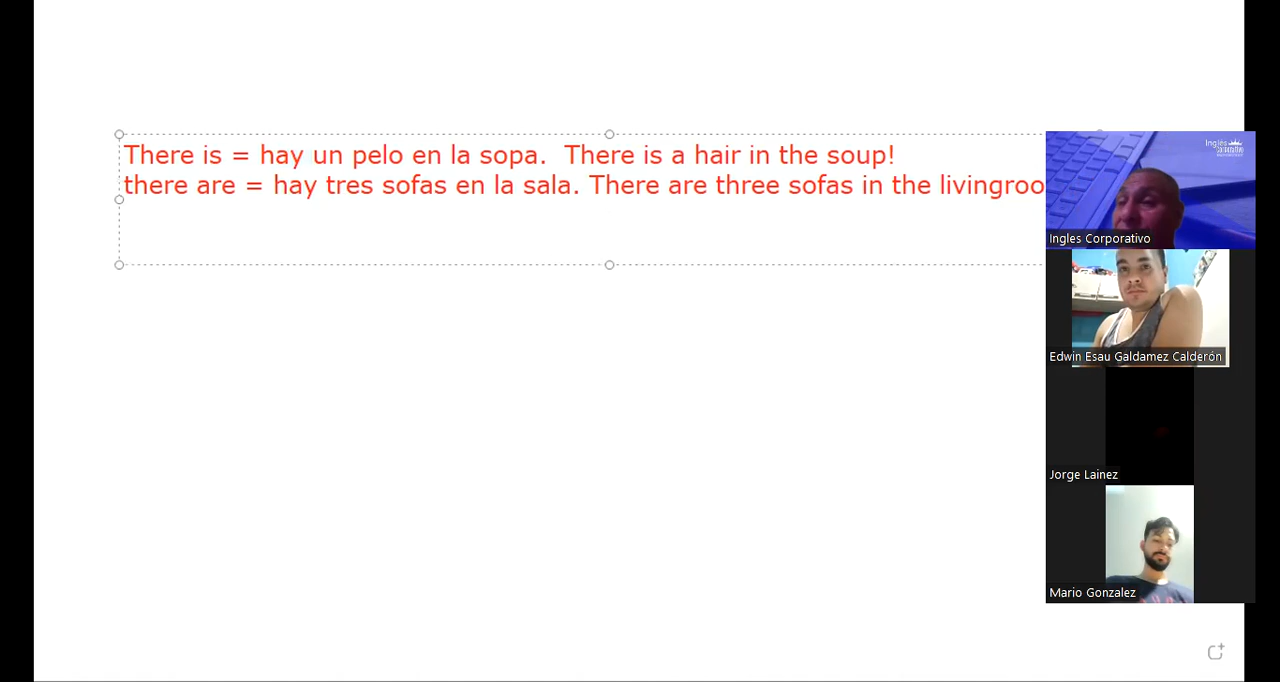 There is = hay un pelo en la sopa.  There is a hair in the soup!
there are = hay tres sofas en la sala. There are three sofas in the livingroo
Ingles
Ingles Corporativo
Edwin Esau Galdamez Calderón
Jorge Lainez
Mario Gonzalez